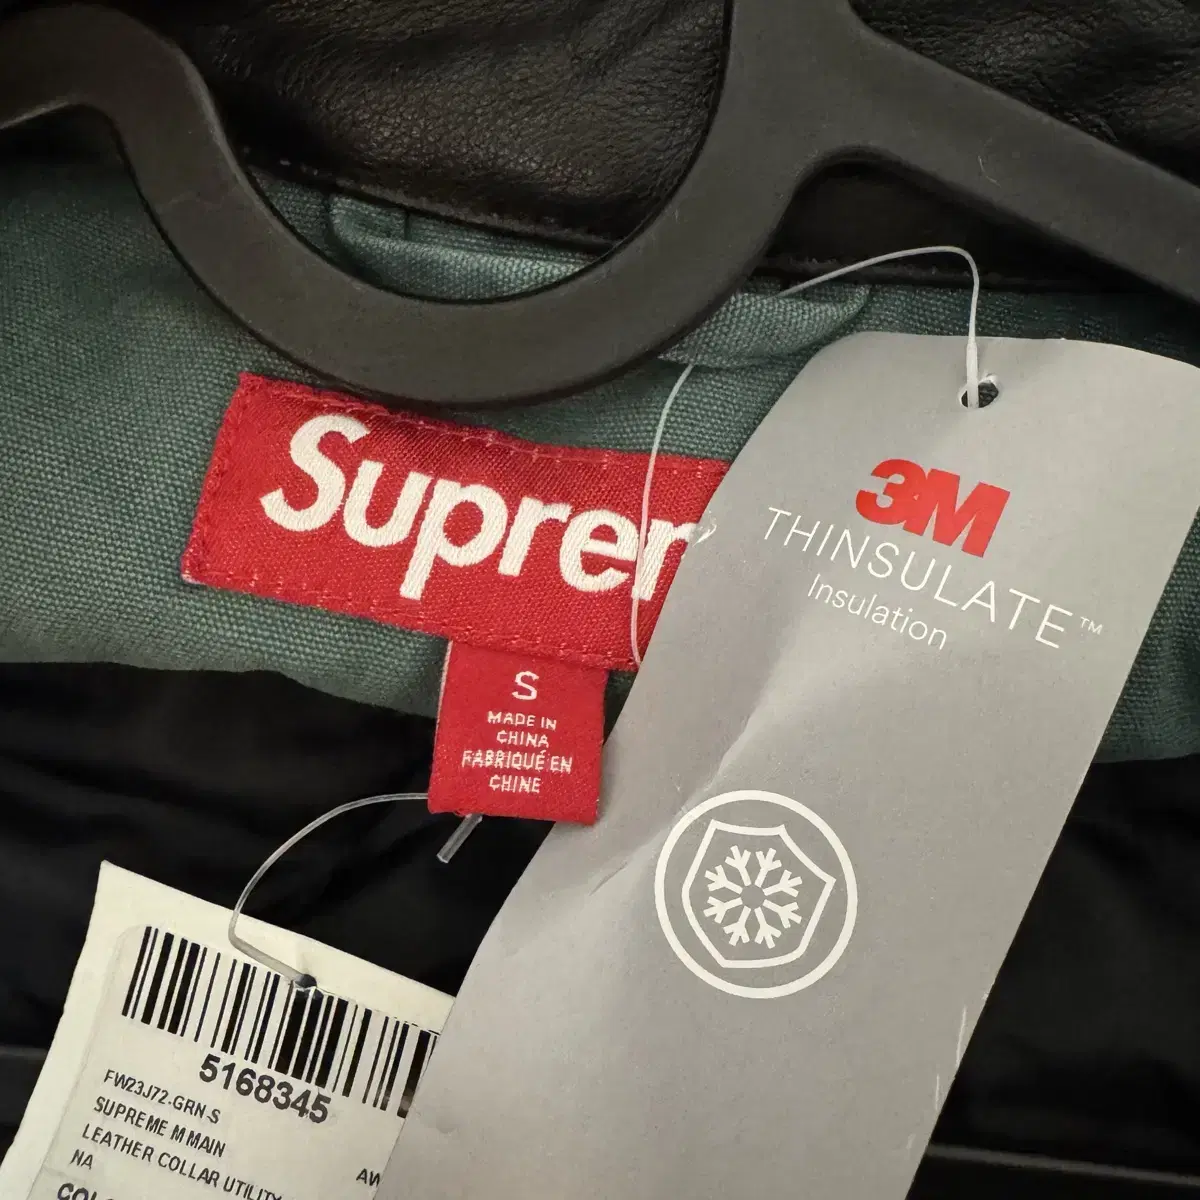 Suprem
S
MADE IN
CHINA
FABRIQUÉ EN
CHINE
3M
THINSULATE™
Insulation
5168345
FW23J72-GRN-S
SUPREME M MAIN
LEATHER COLLAR UTILITY
NA
AW